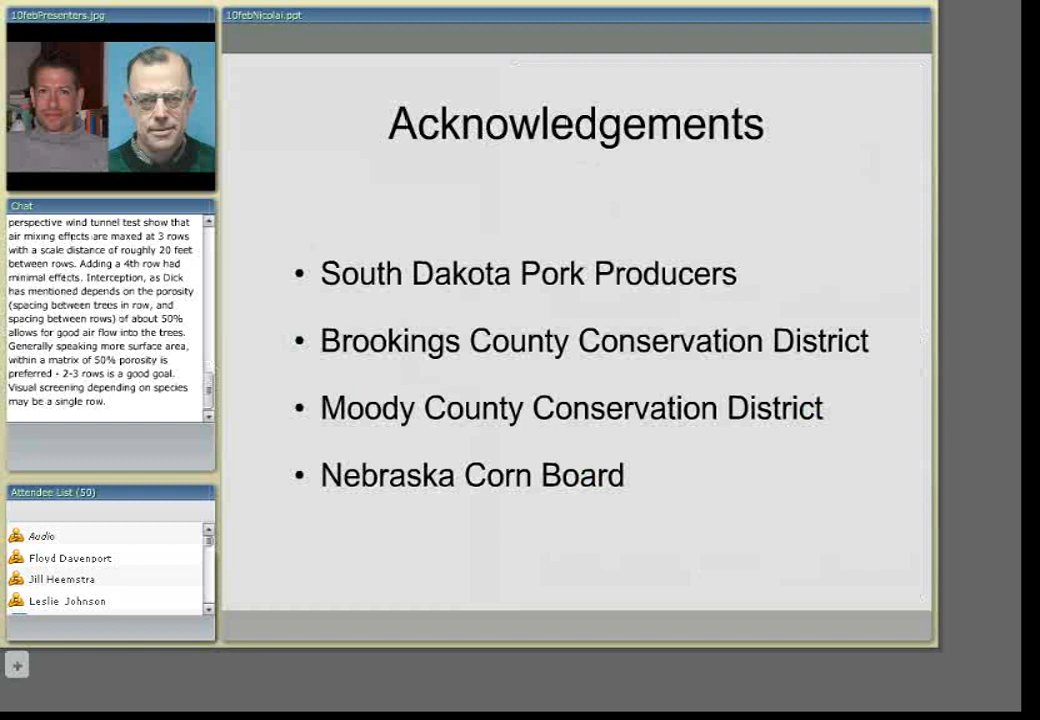 10febPresenters.jpg
10febNicolai.ppt
Chat
perspective wind tunnel test show that
air mixing effects are maxed at 3 rows
with a scale distance of roughly 20 feet
between rows. Adding a 4th row had
minimal effects. Interception, as Dick
has mentioned depends on the porosity
(spacing between trees in row, and
spacing between rows) of about 50%
allows for good air flow into the trees.
Generally speaking more surface area,
within a matrix of 50% porosity is
preferred - 2-3 rows is a good goal.
Visual screening depending on species
may be a single row.
Attendee List (50)
Audio
Floyd Davenport
Jill Heemstra
Leslie Johnson
Acknowledgements
• South Dakota Pork Producers
• Brookings County Conservation District
• Moody County Conservation District
• Nebraska Corn Board